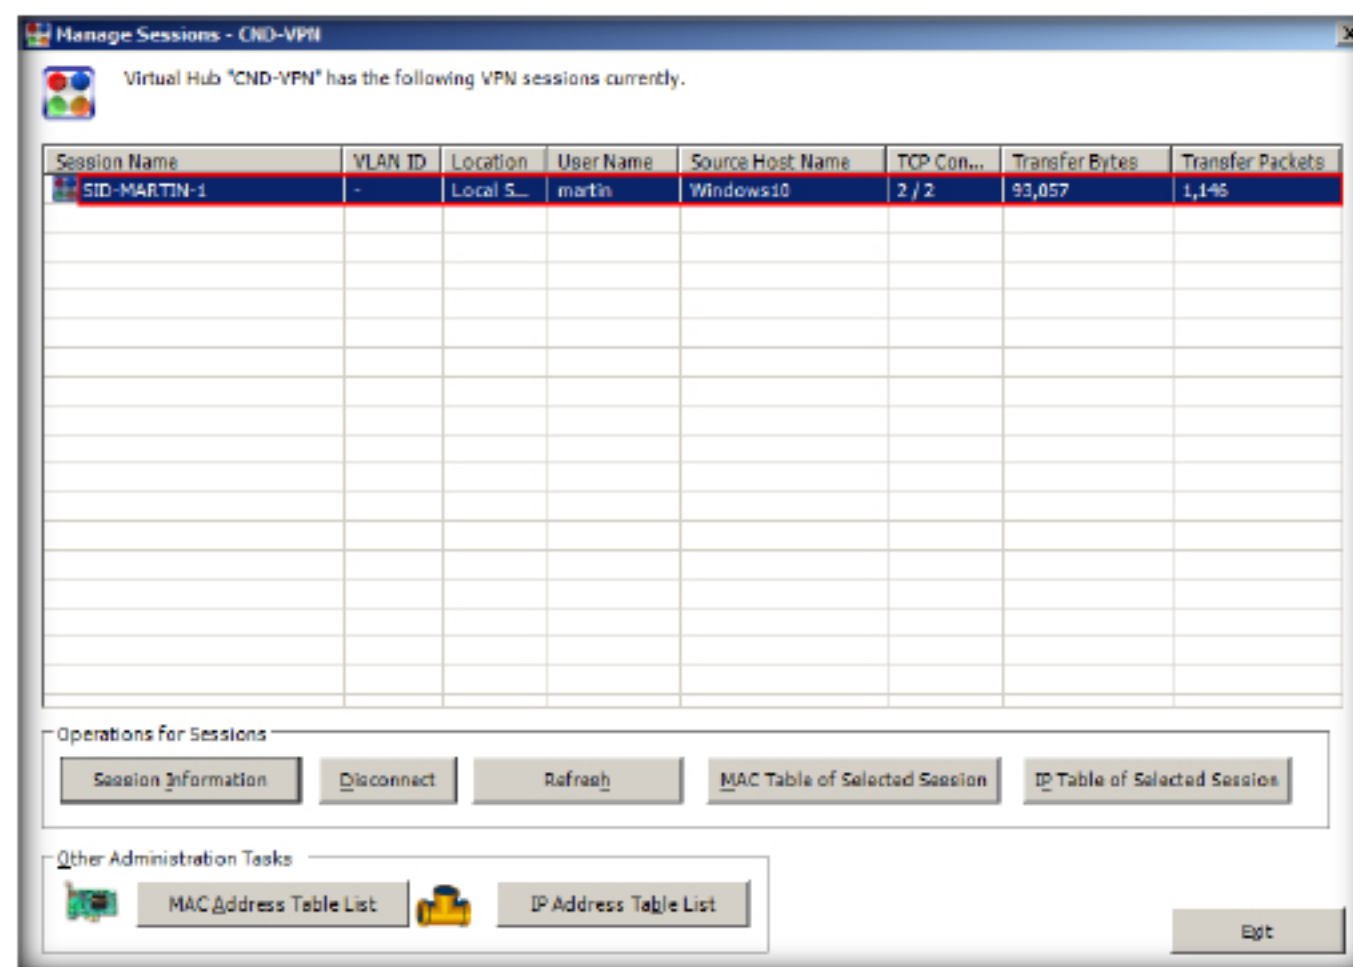 Manage Sessions - CND-VPN
Virtual Hub "CND-VPN" has the following VPN sessions currently.
Session Name VLAN ID Location User Name Source Host Name TCP Con... Transfer Bytes Transfer Packets
SID-MARTIN-1 - Local S... martin Windows10 2 / 2 93,057 1,146
Operations for Sessions
Session Information Disconnect Refresh MAC Table of Selected Session IP Table of Selected Session
Other Administration Tasks
MAC Address Table List IP Address Table List
Exit